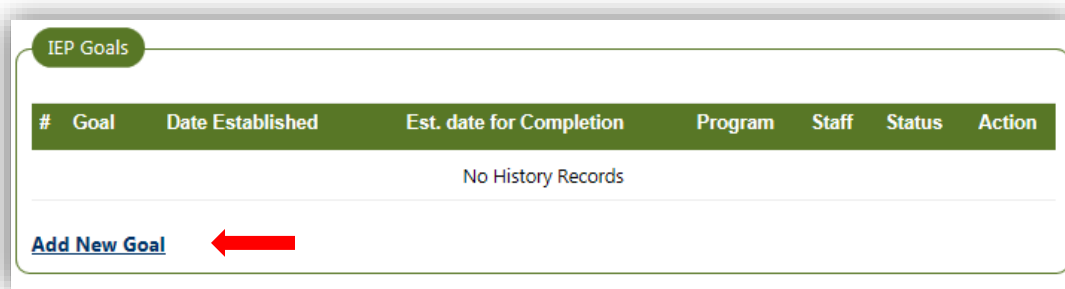 IEP Goals
# Goal Date Established Est. date for Completion Program Staff Status Action
No History Records
Add New Goal